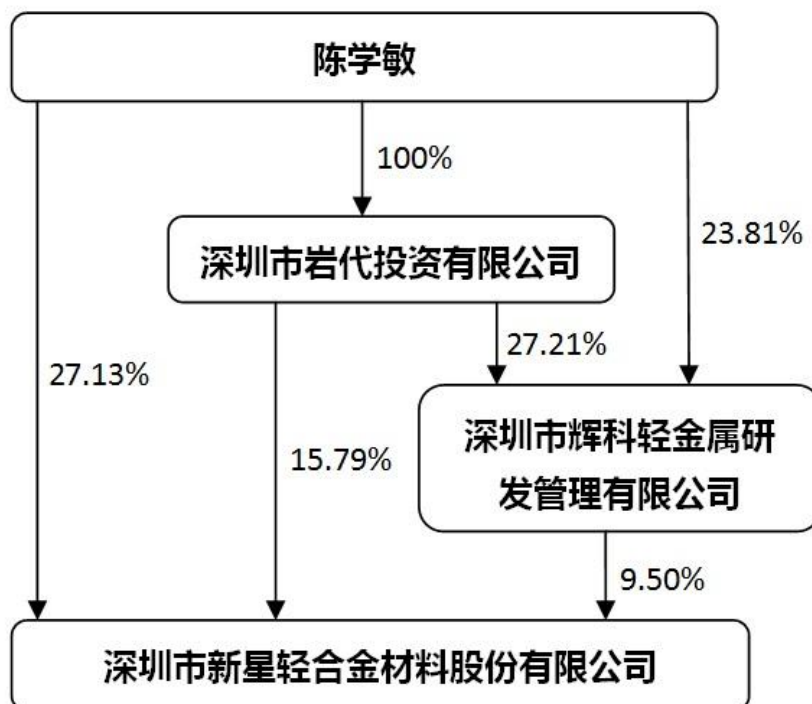 陈学敏
100%
23.81%
深圳市岩代投资有限公司
27.21%
27.13%
深圳市辉科轻金属研
发管理有限公司
15.79%
9.50%
深圳市新星轻合金材料股份有限公司